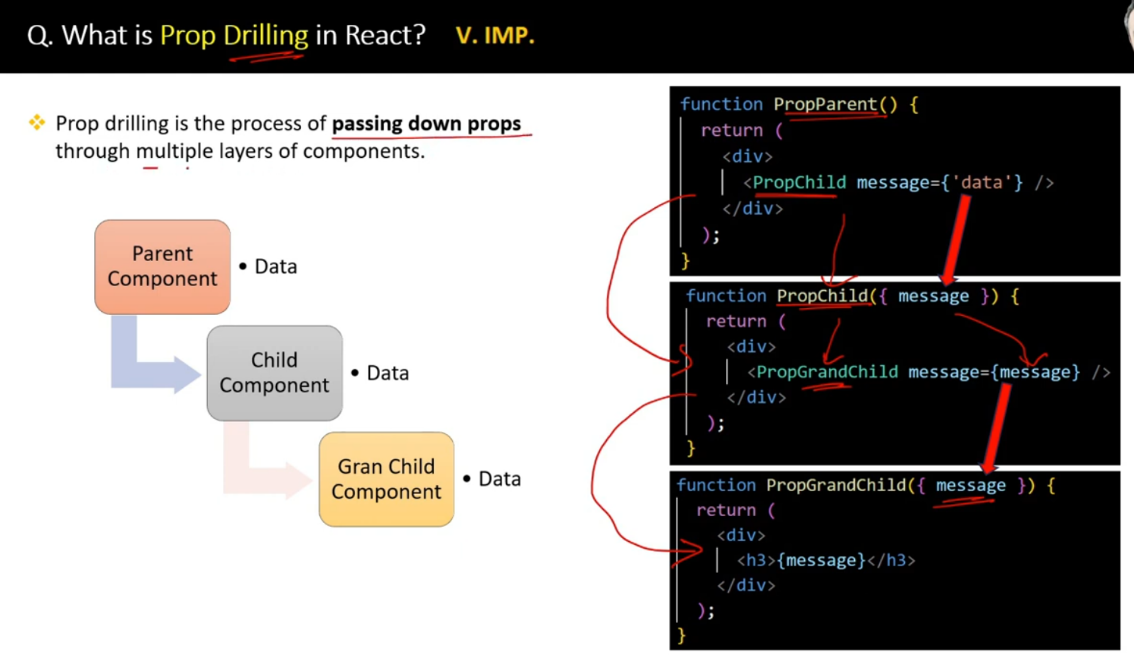 Q. What is Prop Drilling in React? V. IMP.
❖ Prop drilling is the process of passing down props
through multiple layers of components.
Parent
Component
• Data
Child
Component
• Data
Gran Child
Component
• Data
function PropParent() {
return (
<div>
<PropChild message={'data'} />
</div>
);
}
function PropChild({ message }) {
return (
<div>
<PropGrandChild message={message} />
</div>
);
}
function PropGrandChild({ message }) {
return (
<div>
<h3>{message}</h3>
</div>
);
}